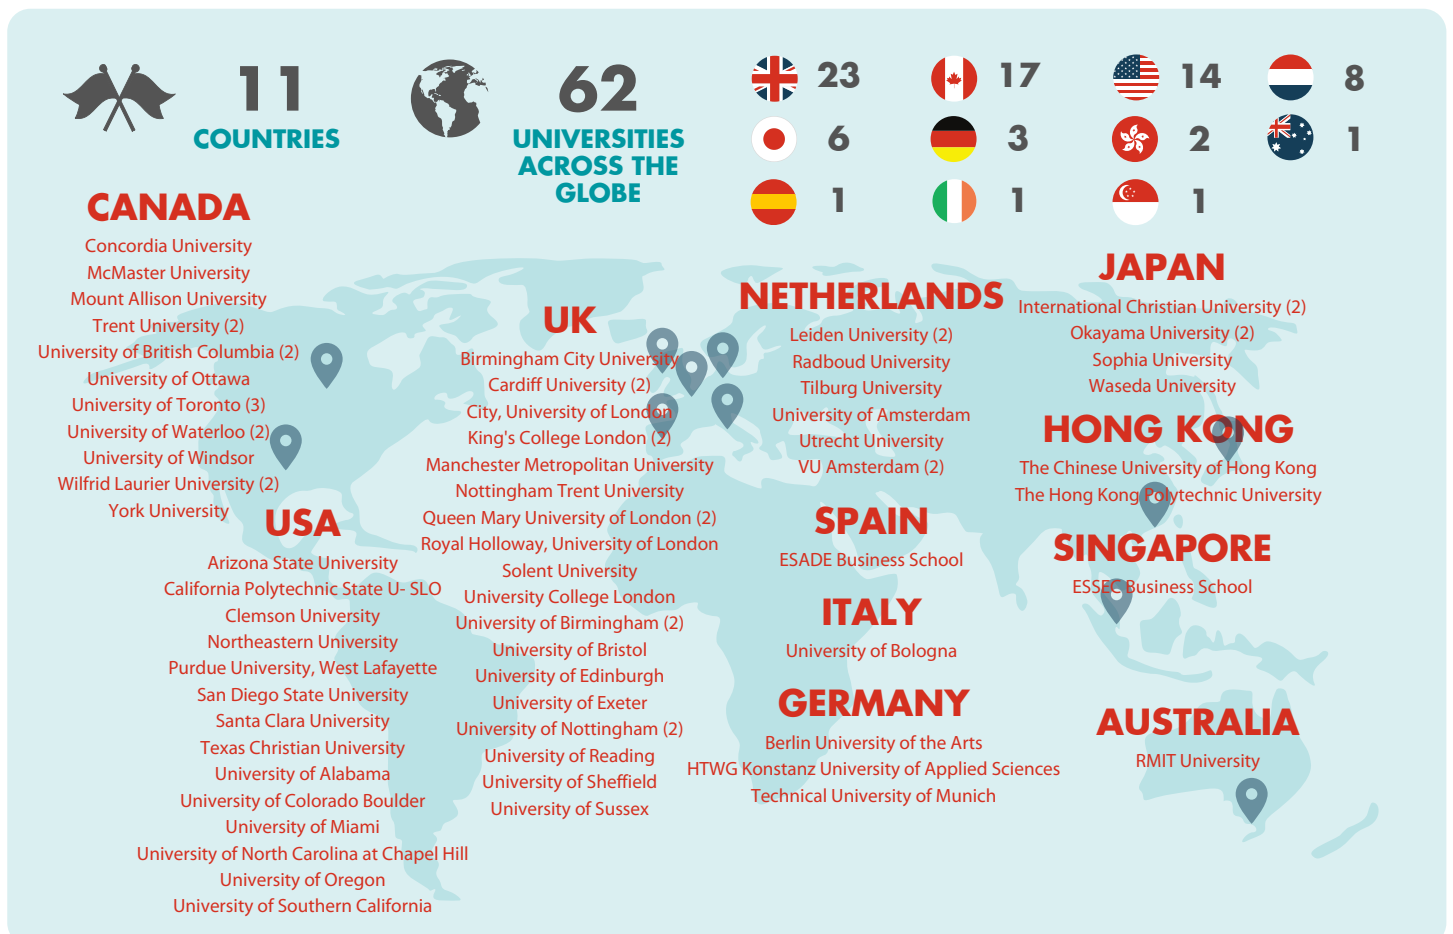 11
COUNTRIES
62
UNIVERSITIES
ACROSS THE
GLOBE
23
17
14
8
6
3
2
1
1
1
1
CANADA
Concordia University
McMaster University
Mount Allison University
Trent University (2)
University of British Columbia (2)
University of Ottawa
University of Toronto (3)
University of Waterloo (2)
University of Windsor
Wilfrid Laurier University (2)
York University
USA
Arizona State University
California Polytechnic State U- SLO
Clemson University
Northeastern University
Purdue University, West Lafayette
San Diego State University
Santa Clara University
Texas Christian University
University of Alabama
University of Colorado Boulder
University of Miami
University of North Carolina at Chapel Hill
University of Oregon
University of Southern California
UK
Birmingham City University
Cardiff University (2)
City, University of London
King's College London (2)
Manchester Metropolitan University
Nottingham Trent University
Queen Mary University of London (2)
Royal Holloway, University of London
Solent University
University College London
University of Birmingham (2)
University of Bristol
University of Edinburgh
University of Exeter
University of Nottingham (2)
University of Reading
University of Sheffield
University of Sussex
NETHERLANDS
Leiden University (2)
Radboud University
Tilburg University
University of Amsterdam
Utrecht University
VU Amsterdam (2)
SPAIN
ESADE Business School
ITALY
University of Bologna
GERMANY
Berlin University of the Arts
HTWG Konstanz University of Applied Sciences
Technical University of Munich
JAPAN
International Christian University (2)
Okayama University (2)
Sophia University
Waseda University
HONG KONG
The Chinese University of Hong Kong
The Hong Kong Polytechnic University
SINGAPORE
ESSEC Business School
AUSTRALIA
RMIT University